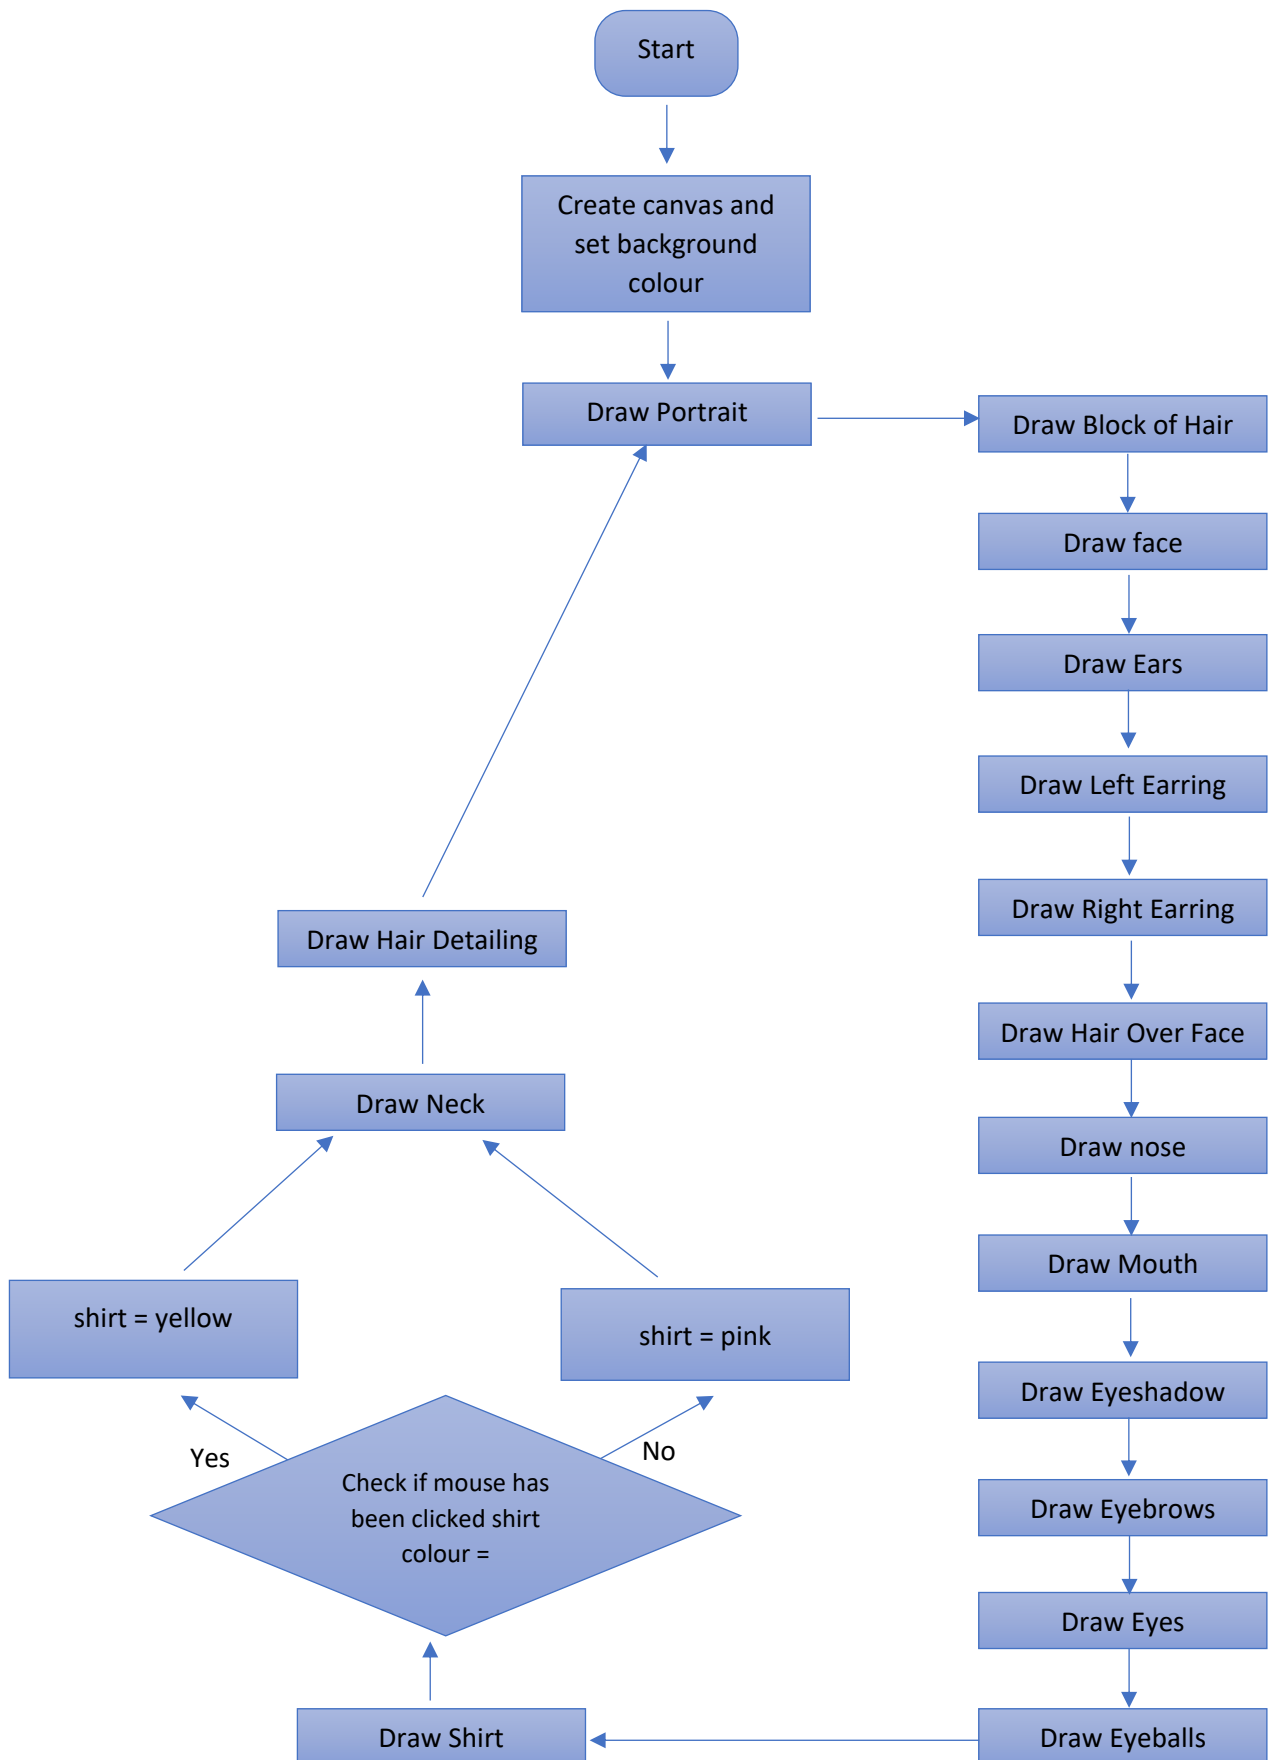 Start
Create canvas and
set background
colour
Draw Portrait
Draw Block of Hair
Draw face
Draw Ears
Draw Left Earring
Draw Right Earring
Draw Hair Over Face
Draw nose
Draw Mouth
Draw Eyeshadow
Draw Eyebrows
Draw Eyes
Draw Eyeballs
Draw Shirt
Check if mouse has
been clicked shirt
colour =
Yes
No
shirt = yellow
shirt = pink
Draw Neck
Draw Hair Detailing